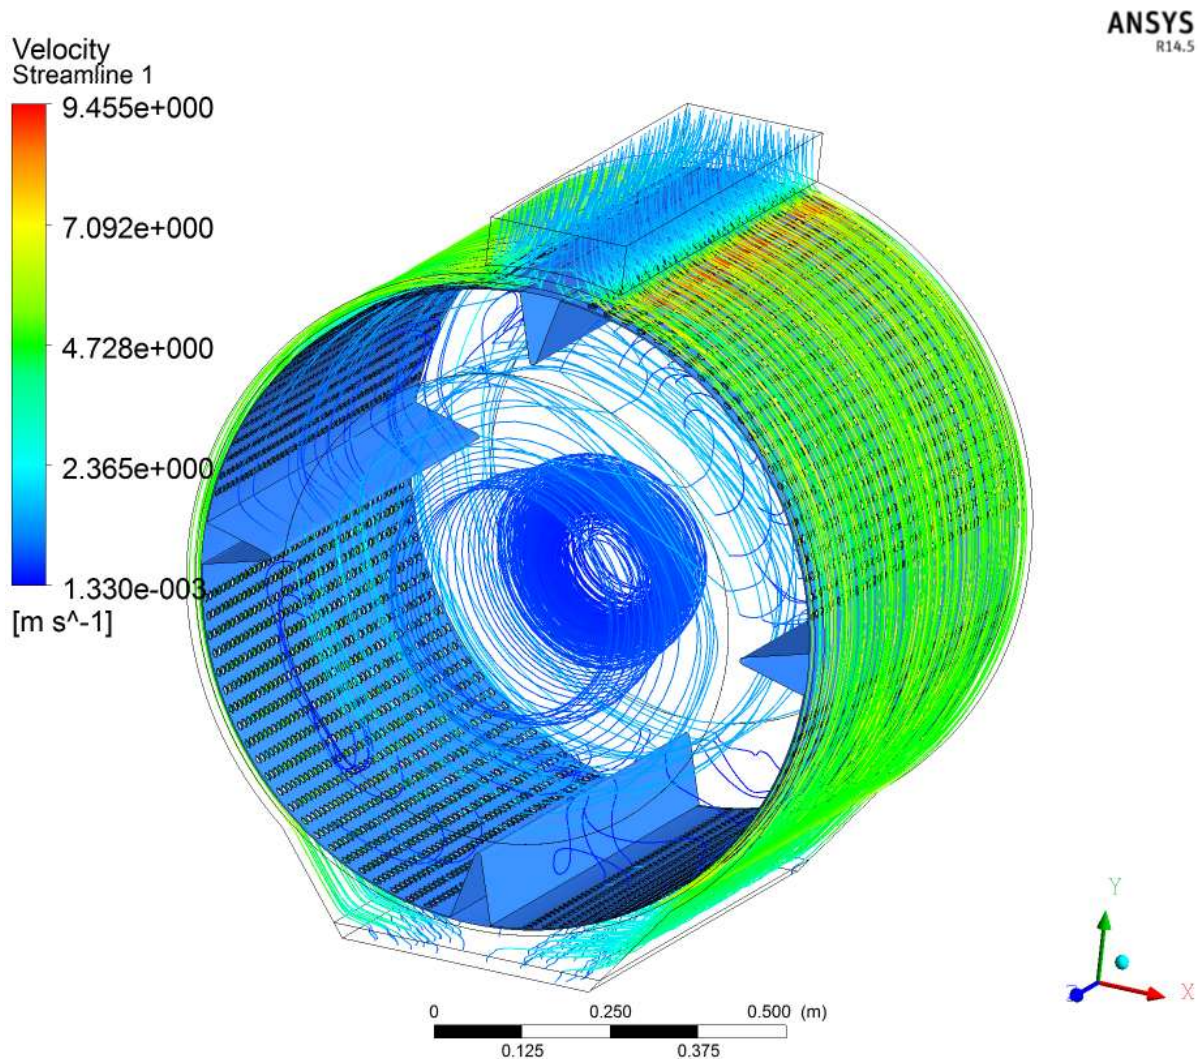 ANSYS
R14.5
Velocity
Streamline 1
9.455e+000
7.092e+000
4.728e+000
2.365e+000
1.330e-003
[m s^-1]
Y
X
Z
0 0.250 0.500 (m)
0.125 0.375